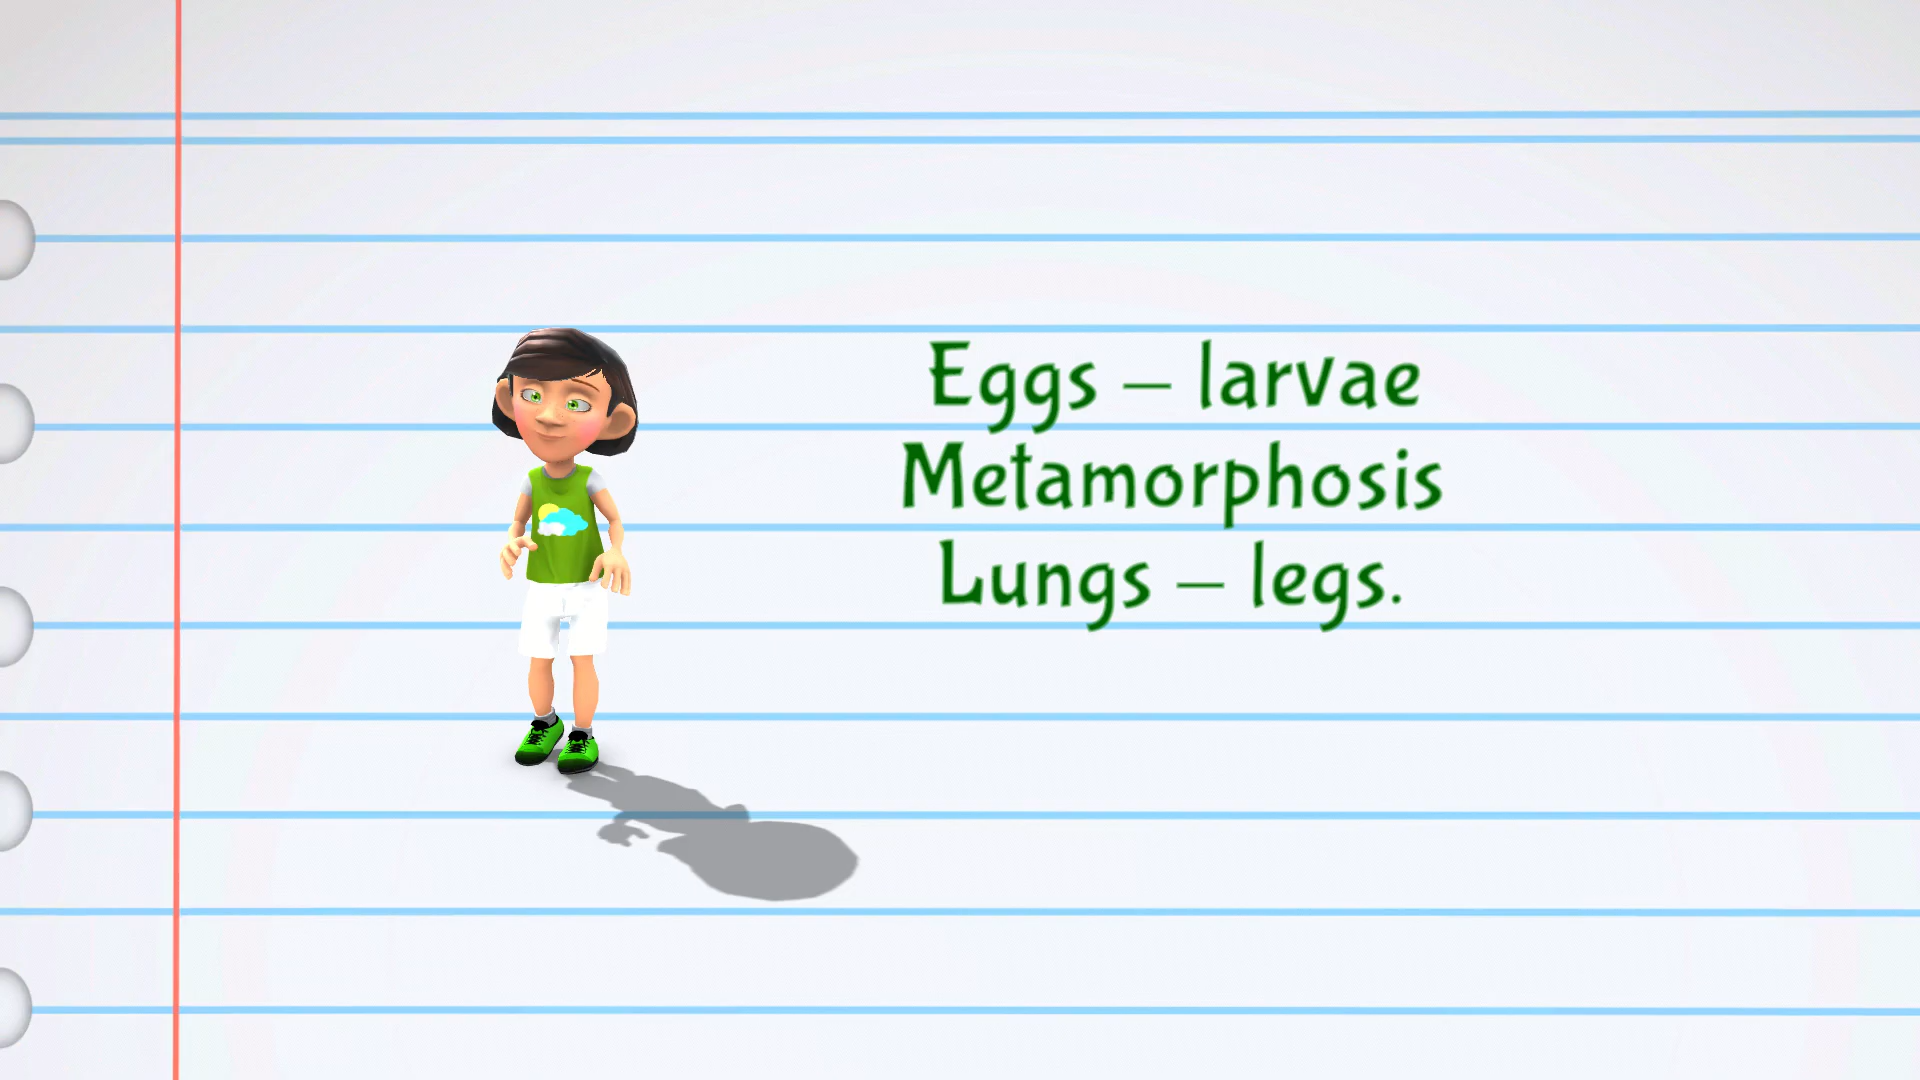 Eggs – larvae
Metamorphosis
Lungs – legs.